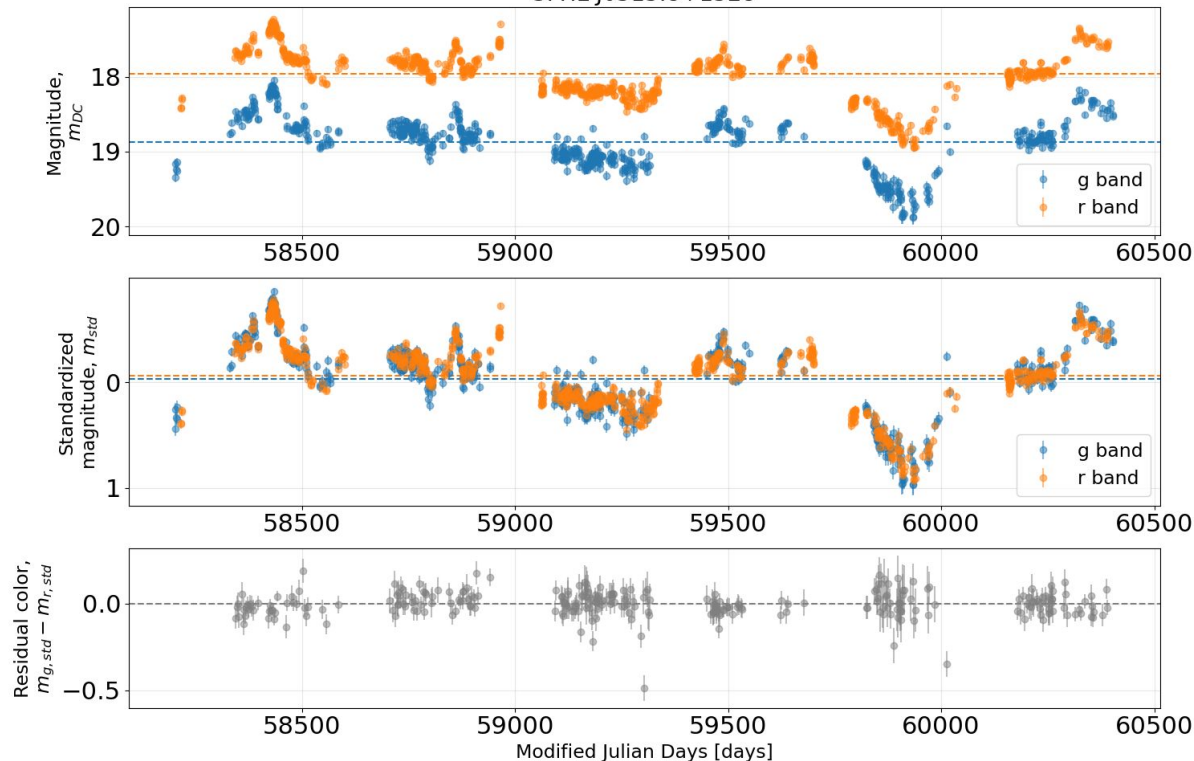 Magnitude,
m_DC
18
19
20
g band
r band
58500 59000 59500 60000 60500
Standardized
magnitude, m_std
0
1
g band
r band
58500 59000 59500 60000 60500
Residual color,
m_g,std − m_r,std
0.0
−0.5
58500 59000 59500 60000 60500
Modified Julian Days [days]